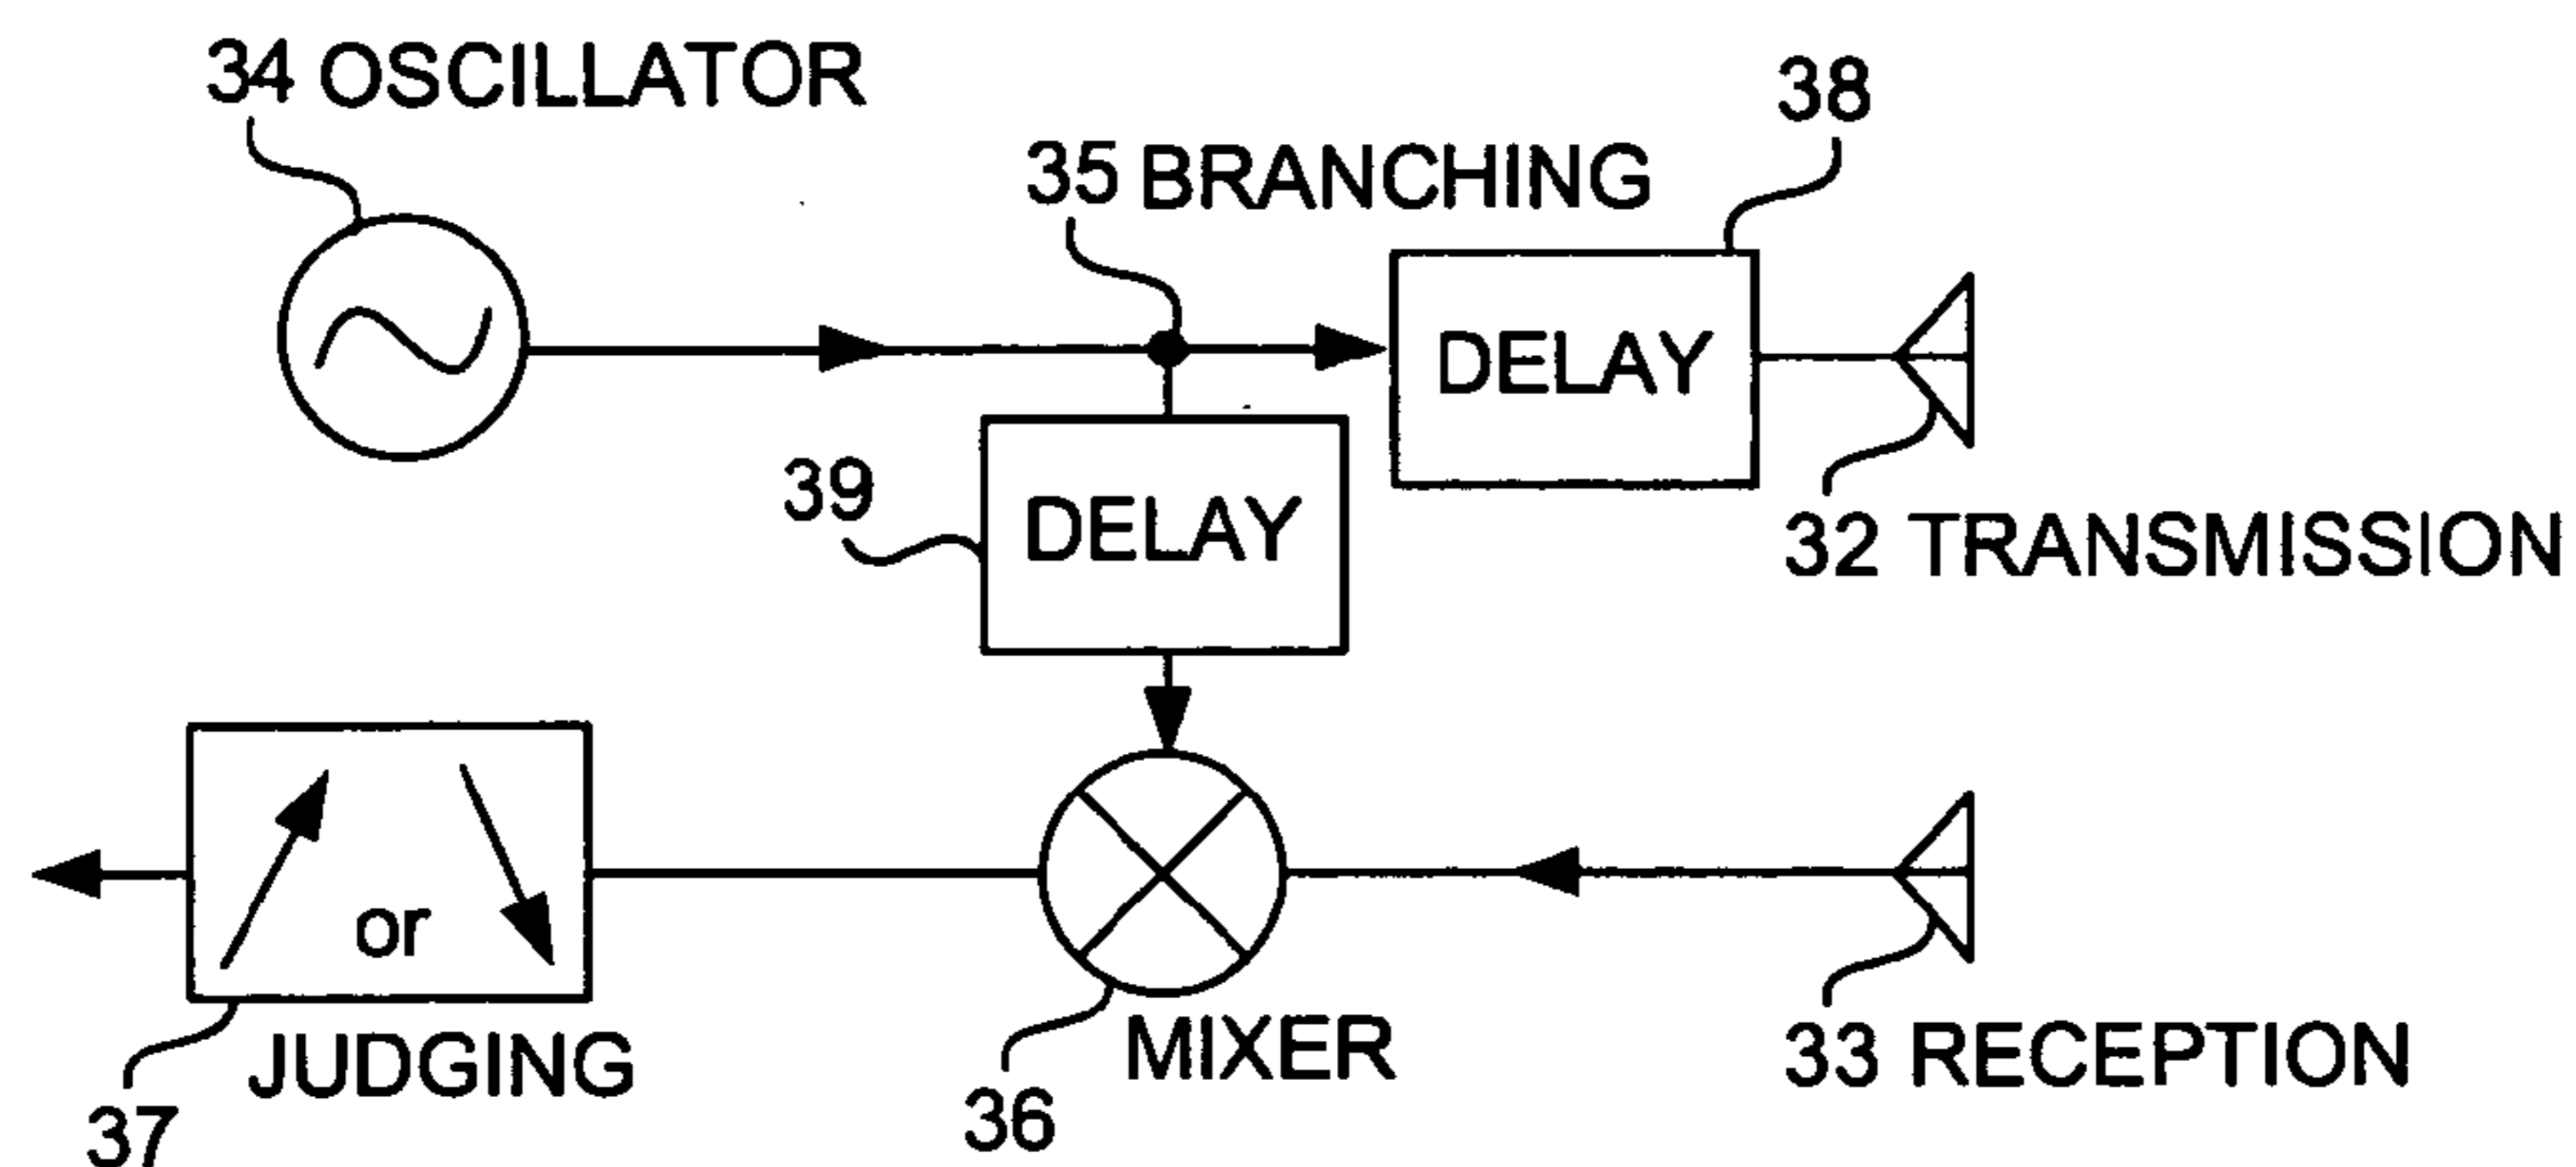 34 OSCILLATOR
38
35 BRANCHING
DELAY
39
DELAY
32 TRANSMISSION
or
JUDGING
37
MIXER
36
33 RECEPTION